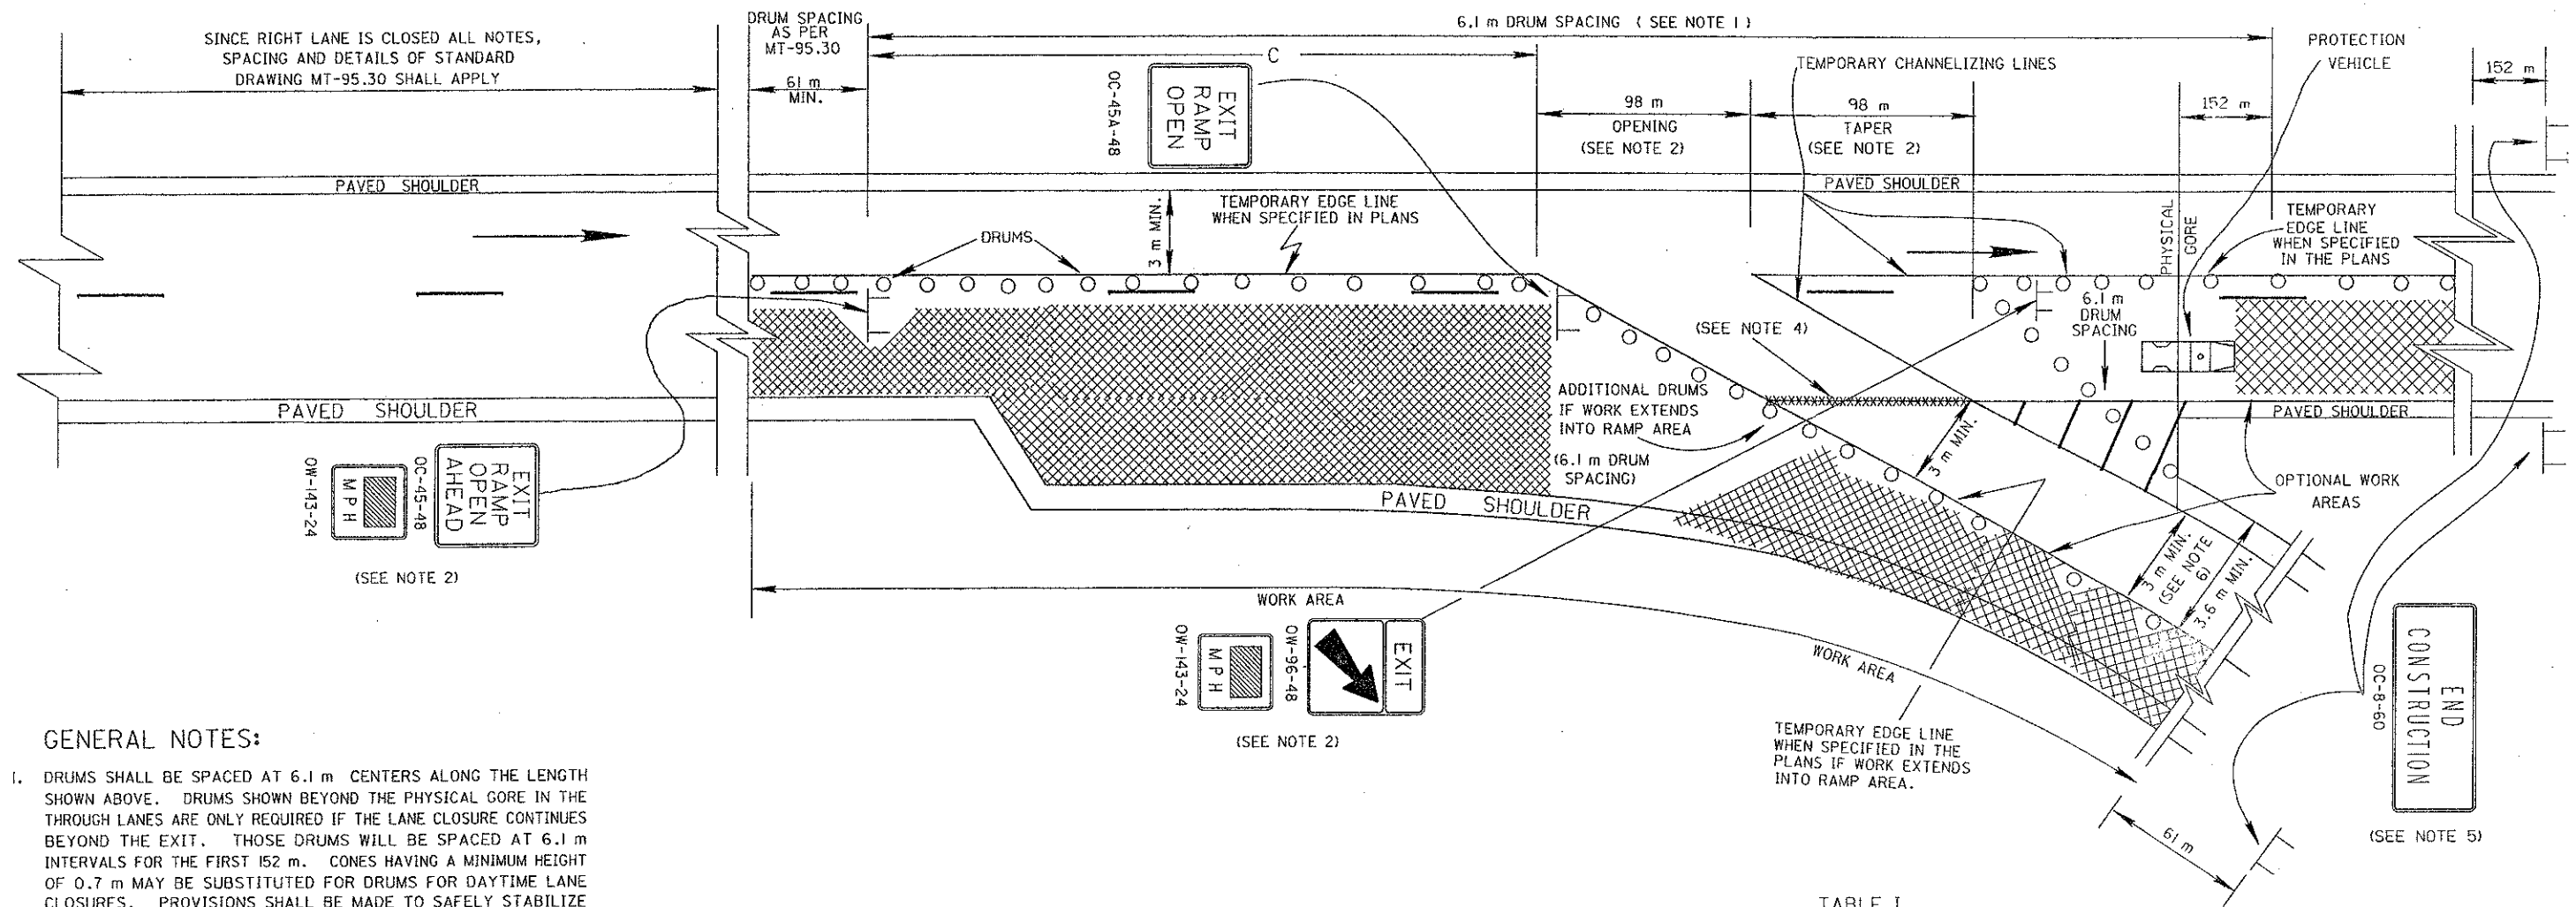 SINCE RIGHT LANE IS CLOSED ALL NOTES,
SPACING AND DETAILS OF STANDARD
DRAWING MT-95.30 SHALL APPLY
DRUM SPACING
AS PER
MT-95.30
61 m
MIN.
6.1 m DRUM SPACING ( SEE NOTE 1 )
C
OC-45A-48
EXIT
RAMP
OPEN
TEMPORARY CHANNELIZING LINES
98 m
OPENING
(SEE NOTE 2)
98 m
TAPER
(SEE NOTE 2)
152 m
PROTECTION
VEHICLE
152 m
PAVED SHOULDER
PAVED SHOULDER
3 m MIN.
TEMPORARY EDGE LINE
WHEN SPECIFIED IN PLANS
DRUMS
PHYSICAL
GORE
TEMPORARY
EDGE LINE
WHEN SPECIFIED
IN THE PLANS
6.1 m
DRUM
SPACING
(SEE NOTE 4)
ADDITIONAL DRUMS
IF WORK EXTENDS
INTO RAMP AREA
(6.1 m DRUM
SPACING)
PAVED SHOULDER
PAVED SHOULDER
3 m MIN.
OPTIONAL WORK
AREAS
PAVED SHOULDER
EXIT
RAMP
OPEN
AHEAD
OC-45-48
MPH
OW-143-24
(SEE NOTE 2)
3 m MIN.
(SEE NOTE
6)
3.6 m MIN.
WORK AREA
EXIT
OW-96-48
MPH
OW-143-24
(SEE NOTE 2)
WORK AREA
END
CONSTRUCTION
OC-8-60
(SEE NOTE 5)
TEMPORARY EDGE LINE
WHEN SPECIFIED IN THE
PLANS IF WORK EXTENDS
INTO RAMP AREA.
61 m
GENERAL NOTES:
1. DRUMS SHALL BE SPACED AT 6.1 m CENTERS ALONG THE LENGTH
SHOWN ABOVE. DRUMS SHOWN BEYOND THE PHYSICAL GORE IN THE
THROUGH LANES ARE ONLY REQUIRED IF THE LANE CLOSURE CONTINUES
BEYOND THE EXIT. THOSE DRUMS WILL BE SPACED AT 6.1 m
INTERVALS FOR THE FIRST 152 m. CONES HAVING A MINIMUM HEIGHT
OF 0.7 m MAY BE SUBSTITUTED FOR DRUMS FOR DAYTIME LANE
CLOSURES. PROVISIONS SHALL BE MADE TO SAFELY STABILIZE
TABLE I